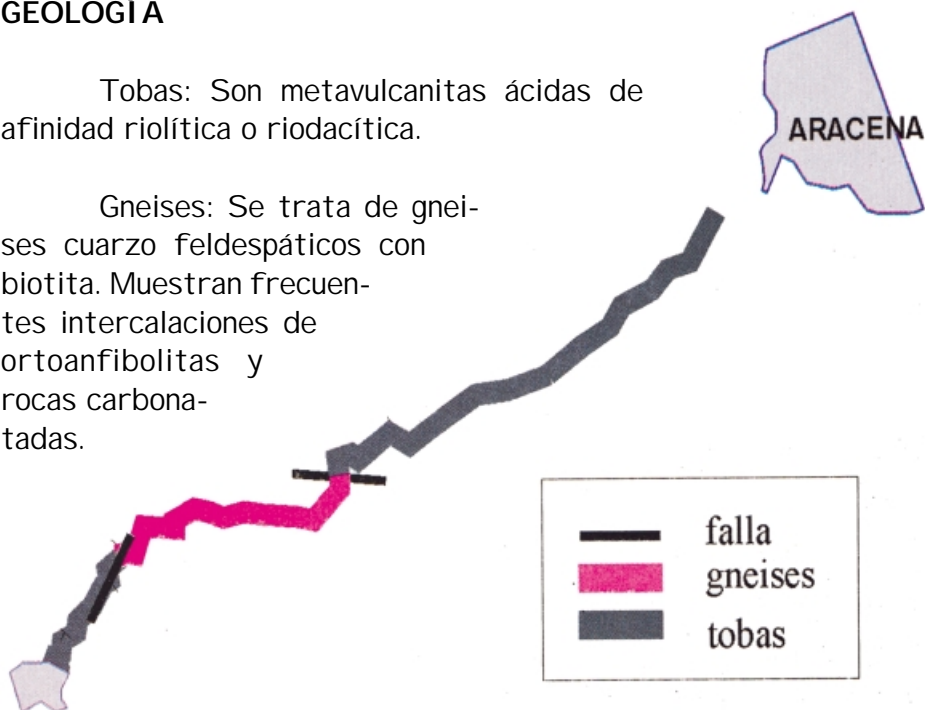 GEOLOGÍA
Tobas: Son metavulcanitas ácidas de
afinidad riolítica o riodacítica.
Gneises: Se trata de gnei-
ses cuarzo feldespáticos con
biotita. Muestran frecuen-
tes intercalaciones de
ortoanfibolitas y
rocas carbona-
tadas.
ARACENA
falla
gneises
tobas